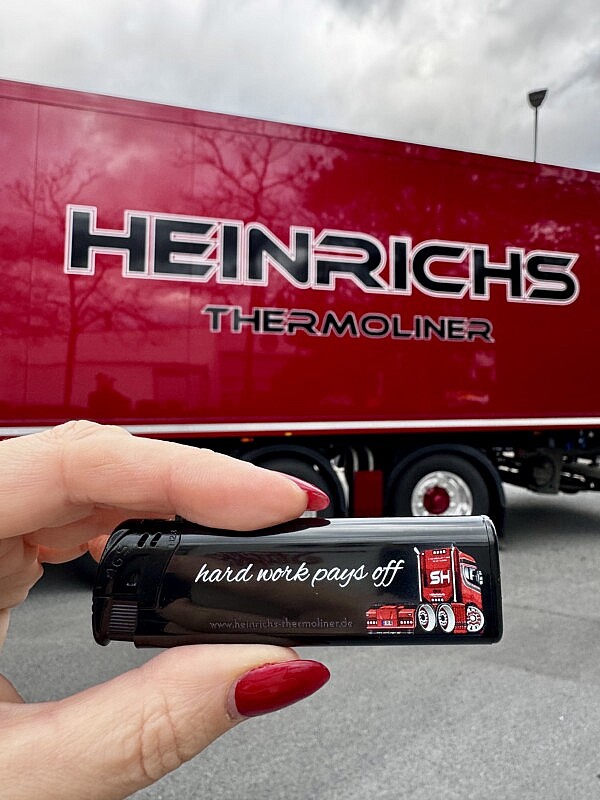 HEINRICHS
THERMOLINER
hard work pays off
SH
www.heinrichs-thermoliner.de